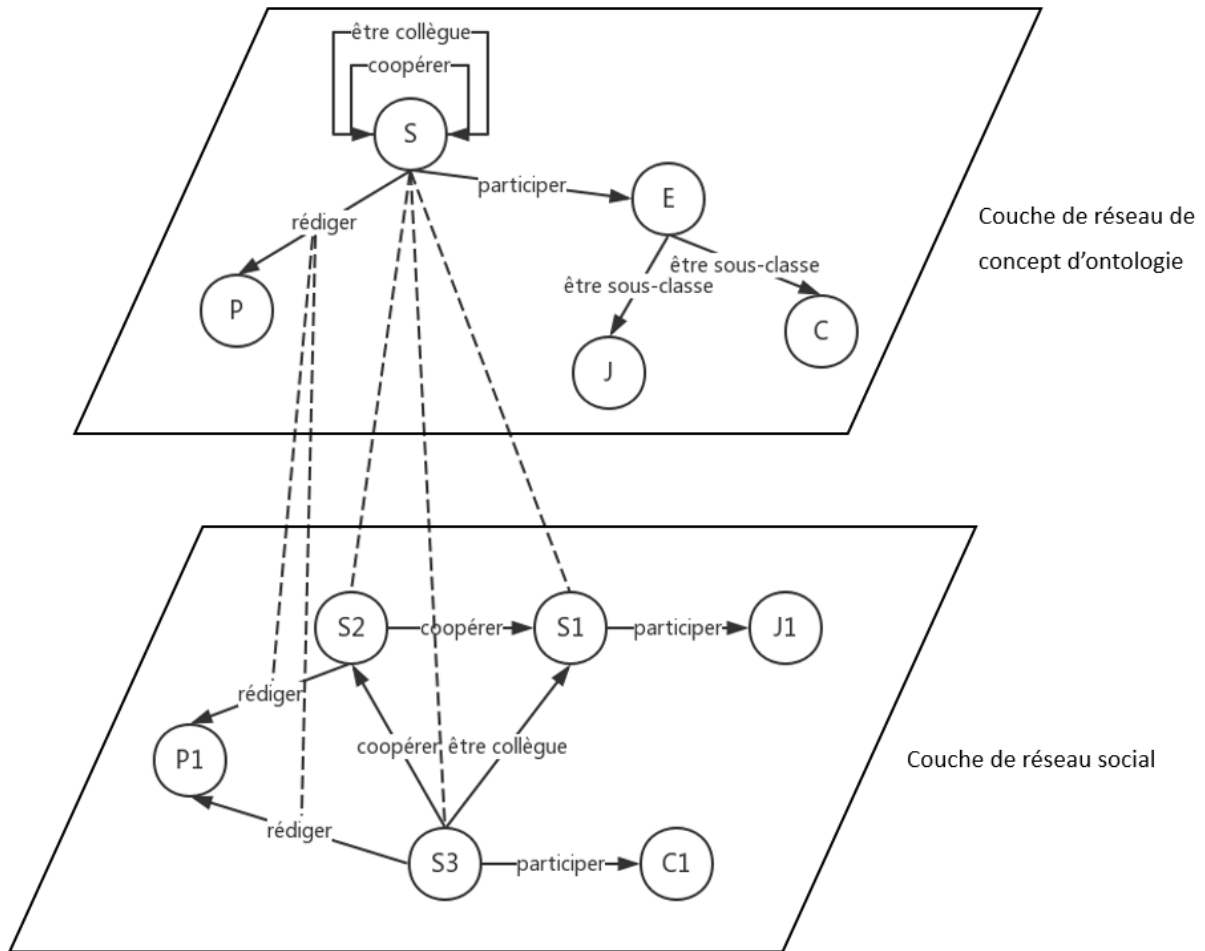 être collègue
coopérer
S
participer
E
rédiger
être sous-classe
être sous-classe
P
J
C
Couche de réseau de
concept d'ontologie
S2
coopérer
S1
participer
J1
rédiger
P1
coopérer
être collègue
rédiger
S3
participer
C1
Couche de réseau social